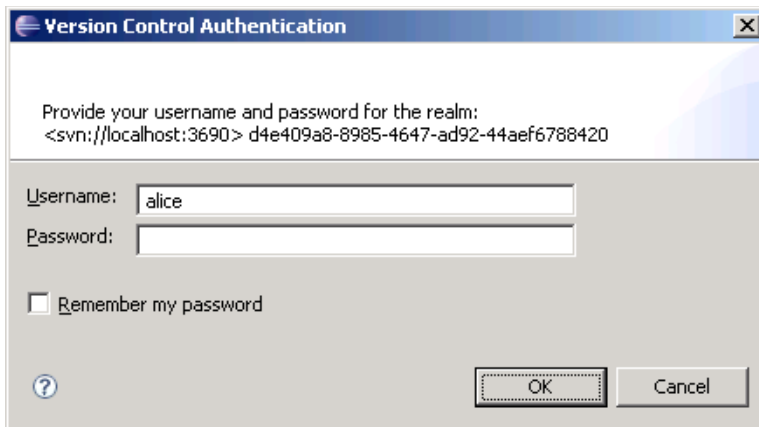 Version Control Authentication
Provide your username and password for the realm:
<svn://localhost:3690> d4e409a8-8985-4647-ad92-44aef6788420
Username: alice
Password:
Remember my password
? OK Cancel